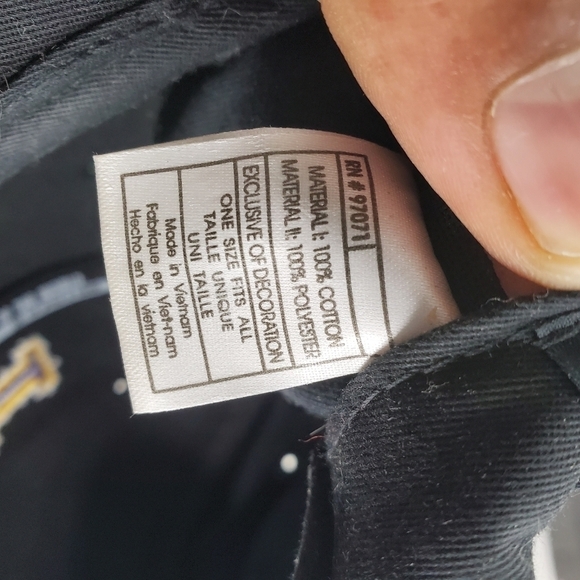 RN # 97071
MATERIAL I: 100% COTTON
MATERIAL II: 100% POLYESTER
EXCLUSIVE OF DECORATION
ONE SIZE FITS ALL
TAILLE UNIQUE
UNI TAILLE
Made in Vietnam
Fabriqué en Viet-nam
Hecho en la Vietnam